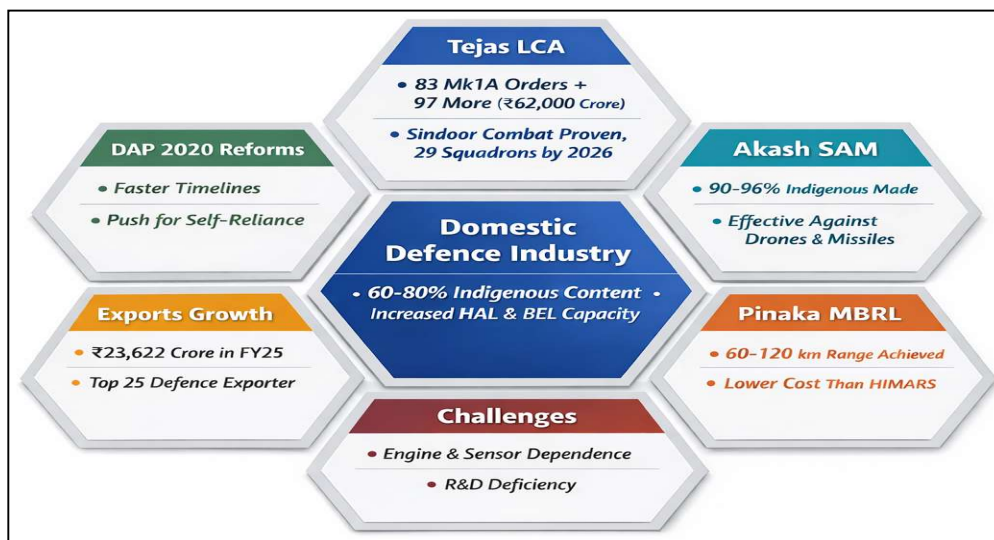 Tejas LCA
• 83 Mk1A Orders +
97 More (₹62,000 Crore)
• Sindoor Combat Proven,
29 Squadrons by 2026
DAP 2020 Reforms
• Faster Timelines
• Push for Self-Reliance
Akash SAM
• 90-96% Indigenous Made
• Effective Against
Drones & Missiles
Domestic
Defence Industry
• 60-80% Indigenous Content •
Increased HAL & BEL Capacity
Exports Growth
• ₹23,622 Crore in FY25
• Top 25 Defence Exporter
Pinaka MBRL
• 60-120 km Range Achieved
• Lower Cost Than HIMARS
Challenges
• Engine & Sensor Dependence
• R&D Deficiency